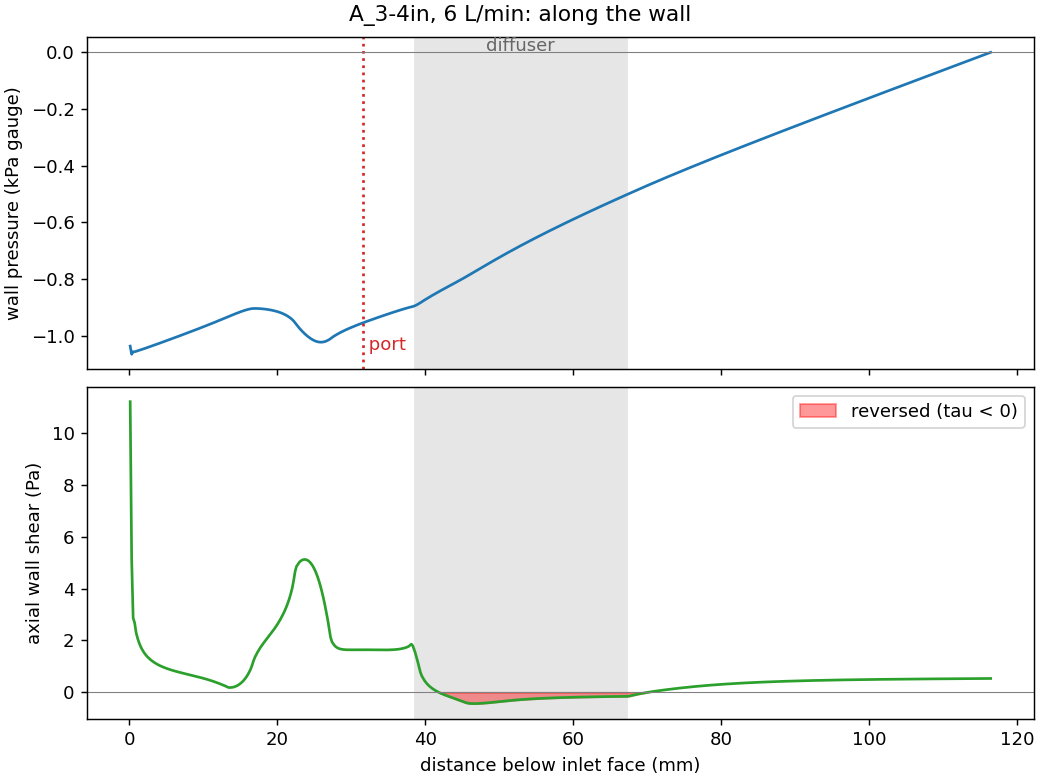 A_3-4in, 6 L/min: along the wall
wall pressure (kPa gauge)
0.0
−0.2
−0.4
−0.6
−0.8
−1.0
diffuser
port
axial wall shear (Pa)
10
8
6
4
2
0
reversed (tau < 0)
0 20 40 60 80 100 120
distance below inlet face (mm)